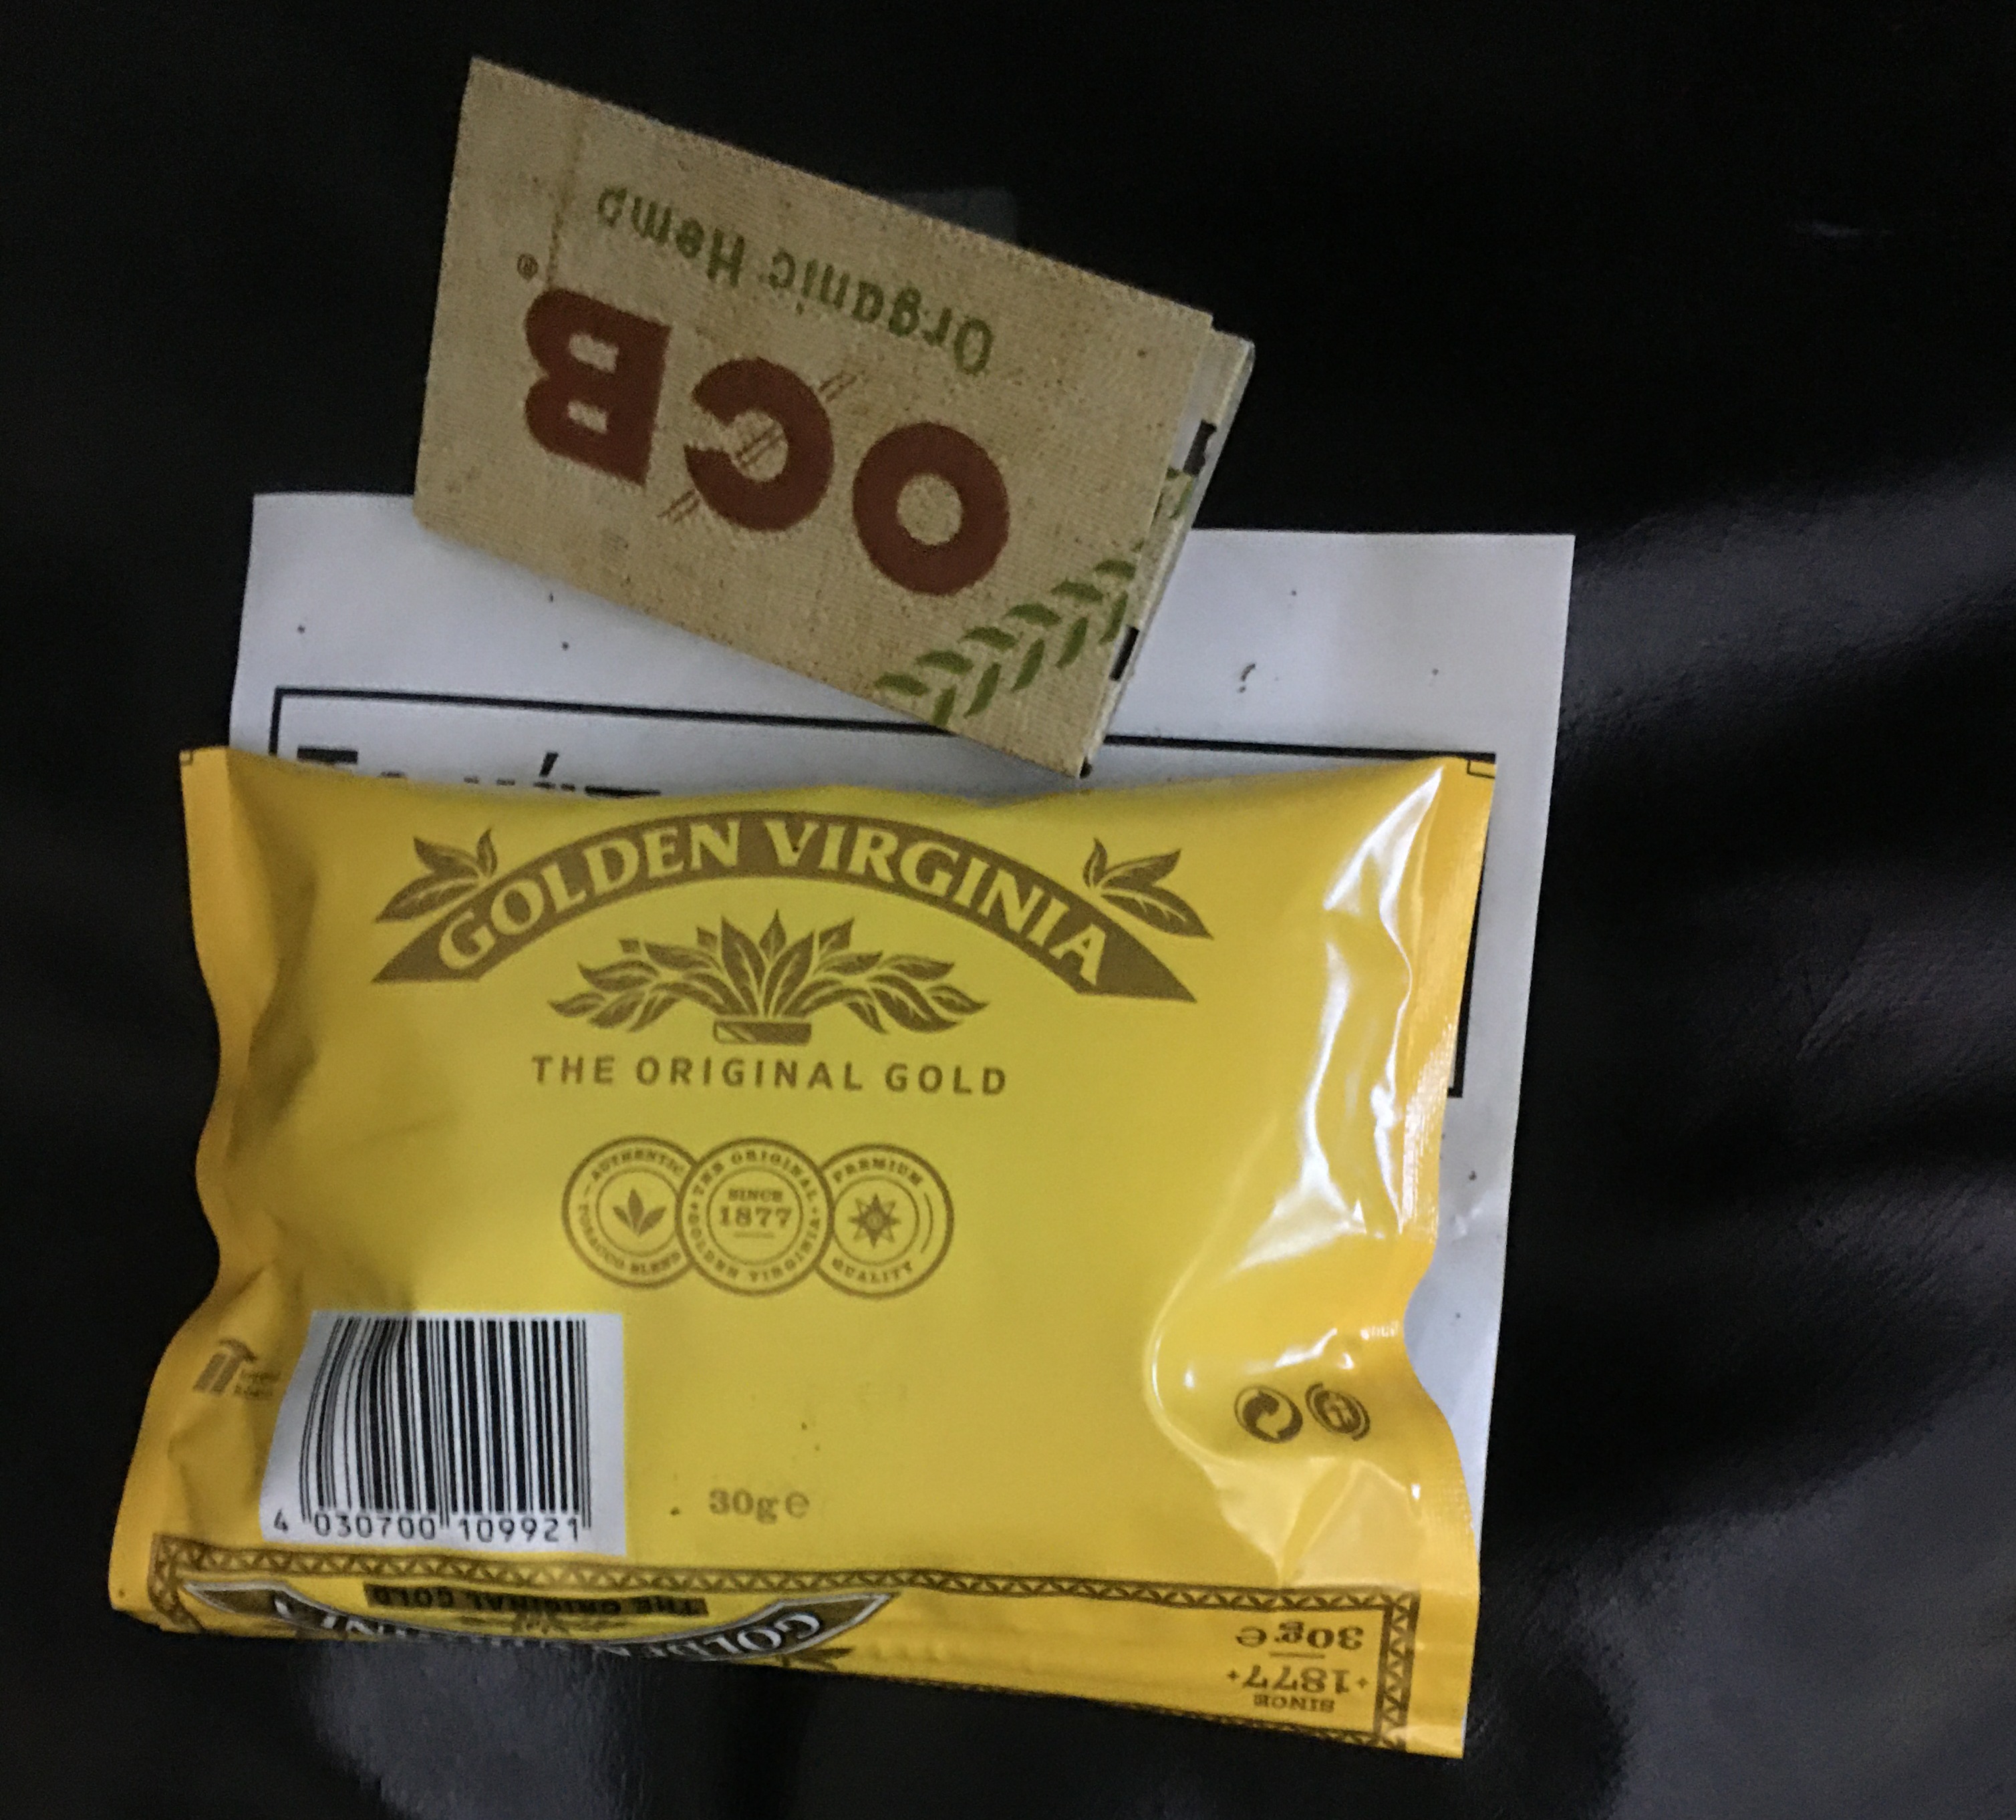 Organic Hemp
OCB®
GOLDEN VIRGINIA
THE ORIGINAL GOLD
AUTHENTIC
TOBACCO BLEND
THE ORIGINAL
SINCE
1877
GOLDEN VIRGINIA
PREMIUM
QUALITY
4 030700 109921
30g e
THE ORIGINAL GOLD
30g e
SINCE
1877